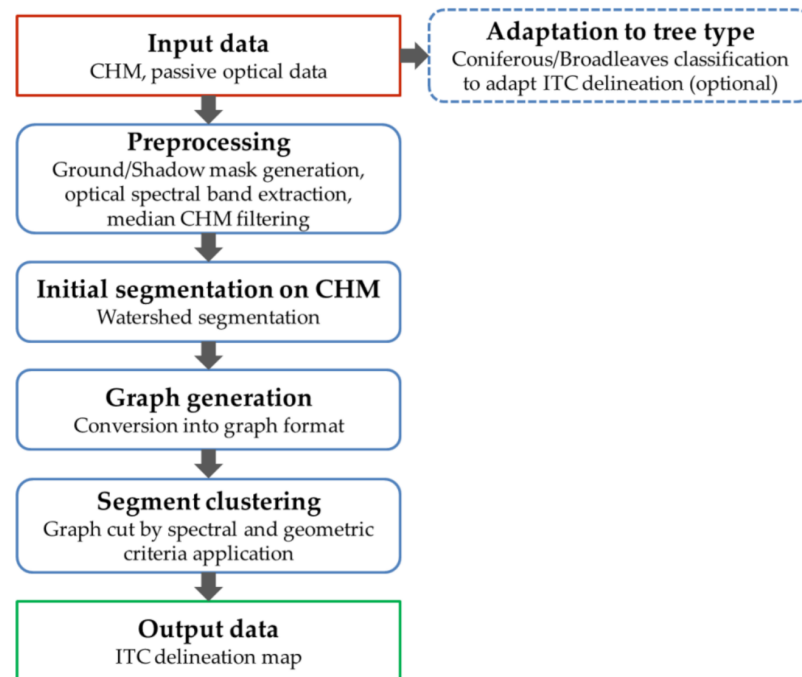 Input data
CHM, passive optical data
Adaptation to tree type
Coniferous/Broadleaves classification
to adapt ITC delineation (optional)
Preprocessing
Ground/Shadow mask generation,
optical spectral band extraction,
median CHM filtering
Initial segmentation on CHM
Watershed segmentation
Graph generation
Conversion into graph format
Segment clustering
Graph cut by spectral and geometric
criteria application
Output data
ITC delineation map